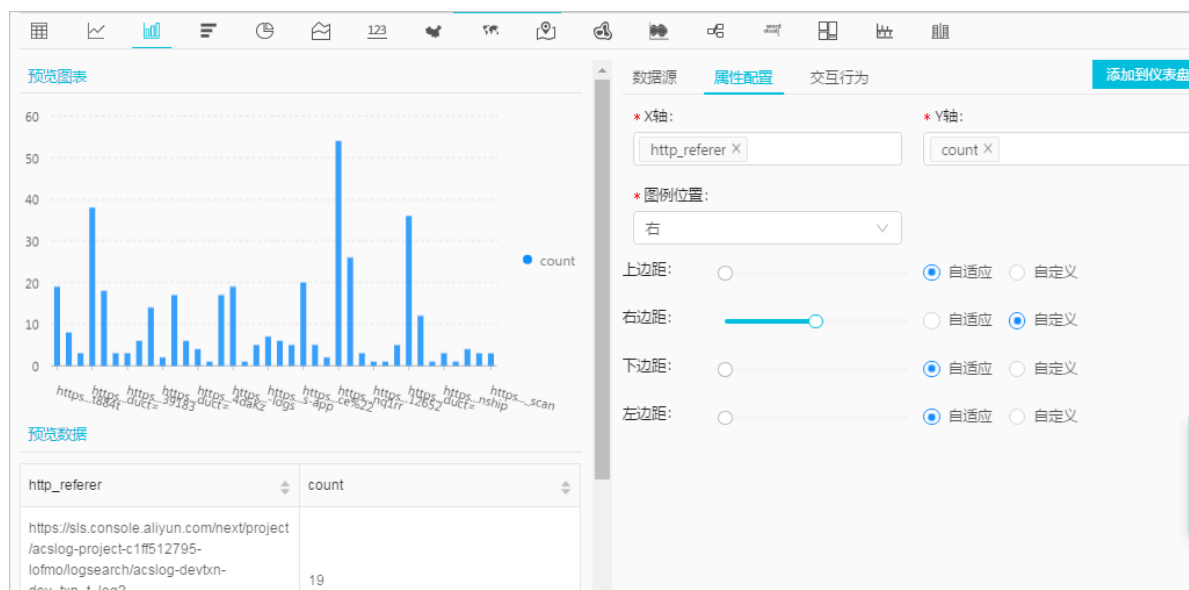 123
word
cloud
预览图表
数据源 属性配置 交互行为 添加到仪表盘
60
50
40
30
20
10
0
count
https...1884t https...duct= https...39183 https...duct= https...4dakz https...-logs https...s-app https...ce%22 https...nq1rr https...12652 https...duct= https...nship https..._scan
* X轴: * Y轴:
http_referer × count ×
* 图例位置:
右
上边距: 自适应 自定义
右边距: 自适应 自定义
下边距: 自适应 自定义
左边距: 自适应 自定义
预览数据
http_referer count
https://sls.console.aliyun.com/next/project
/acslog-project-c1ff512795-
lofmo/logsearch/acslog-devtxn-
19